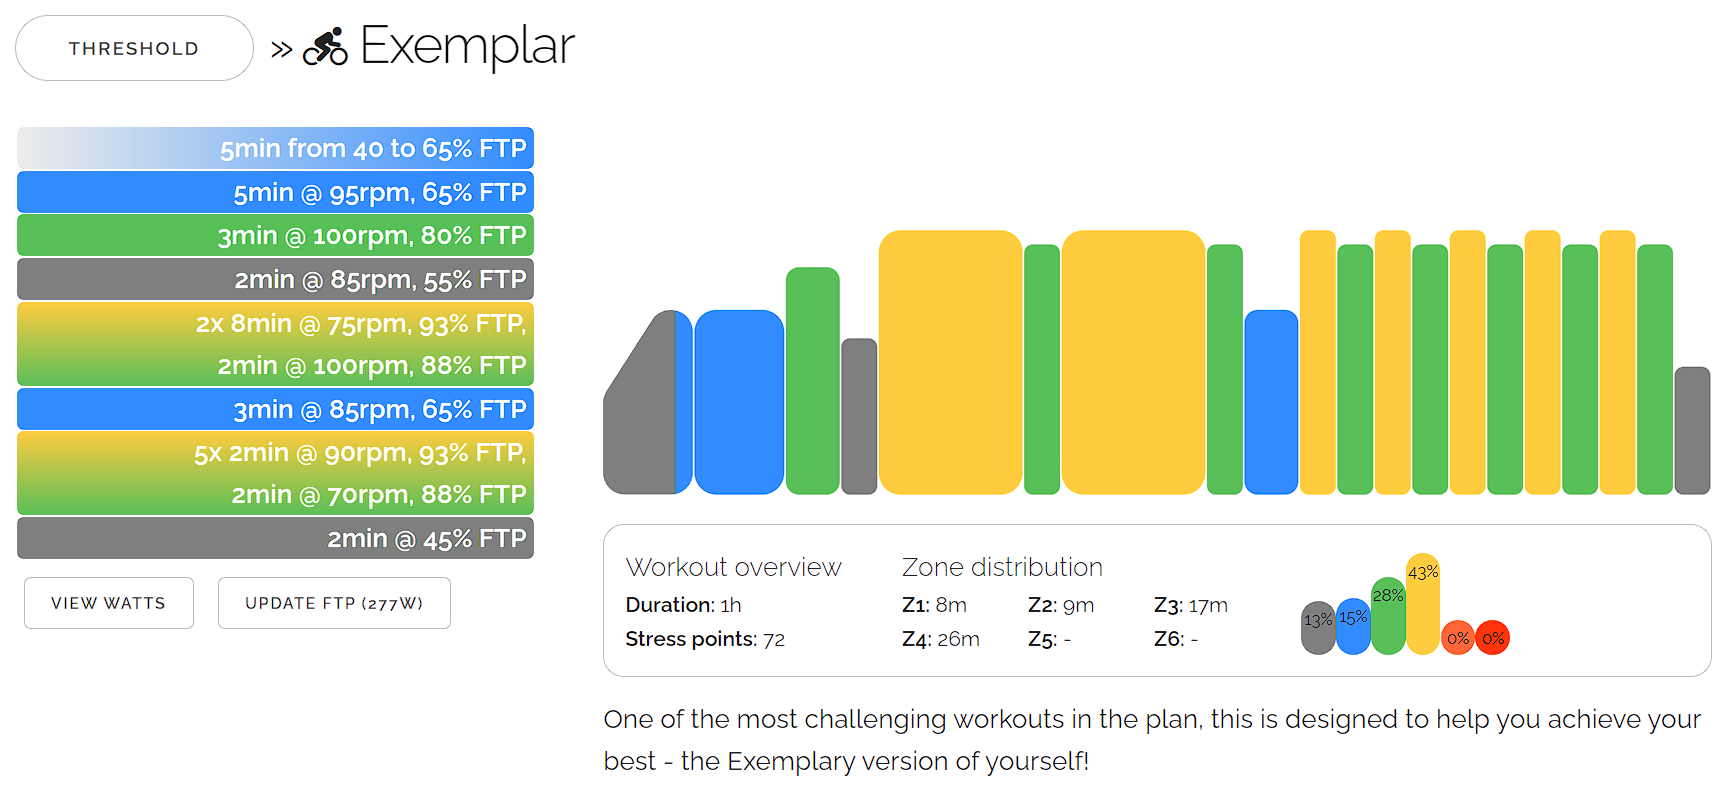 THRESHOLD » Exemplar
5min from 40 to 65% FTP
5min @ 95rpm, 65% FTP
3min @ 100rpm, 80% FTP
2min @ 85rpm, 55% FTP
2x 8min @ 75rpm, 93% FTP,
2min @ 100rpm, 88% FTP
3min @ 85rpm, 65% FTP
5x 2min @ 90rpm, 93% FTP,
2min @ 70rpm, 88% FTP
2min @ 45% FTP
VIEW WATTS
UPDATE FTP (277W)
Workout overview
Duration: 1h
Stress points: 72
Zone distribution
Z1: 8m Z2: 9m Z3: 17m
Z4: 26m Z5: - Z6: -
13% 15% 28% 43% 0% 0%
One of the most challenging workouts in the plan, this is designed to help you achieve your
best - the Exemplary version of yourself!